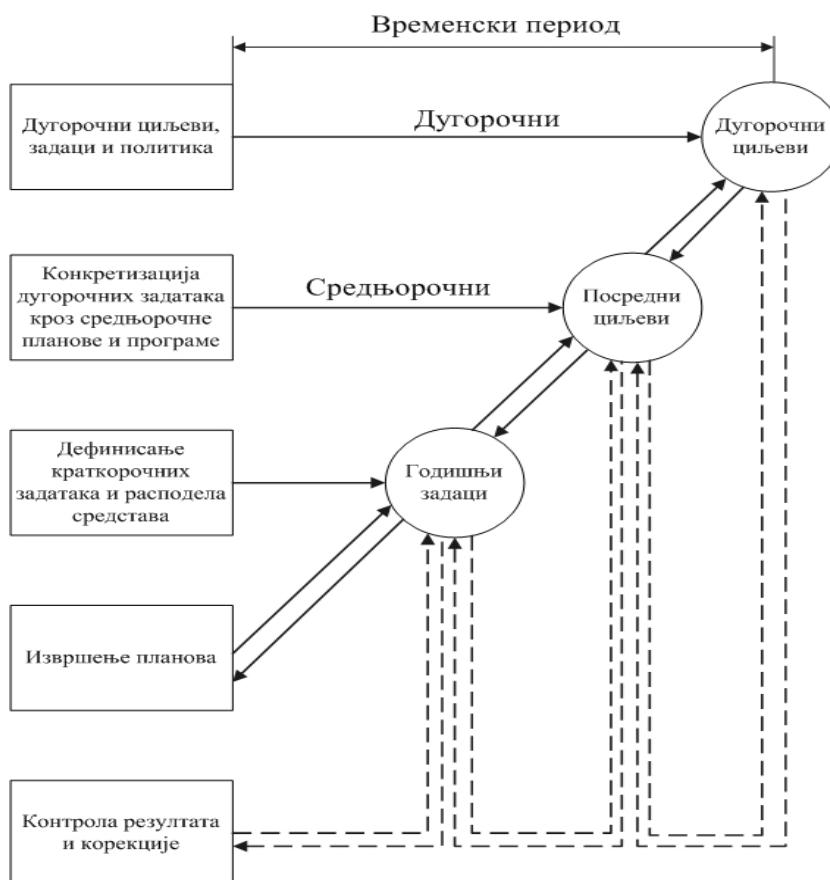 Временски период
Дугорочни циљеви,
задаци и политика
Дугорочни
Дугорочни
циљеви
Конкретизација
дугорочних задатака
кроз средњорочне
планове и програме
Средњорочни
Посредни
циљеви
Дефинисање
краткорочних
задатака и расподела
средстава
Годишњи
задаци
Извршење планова
Контрола резултата
и корекције